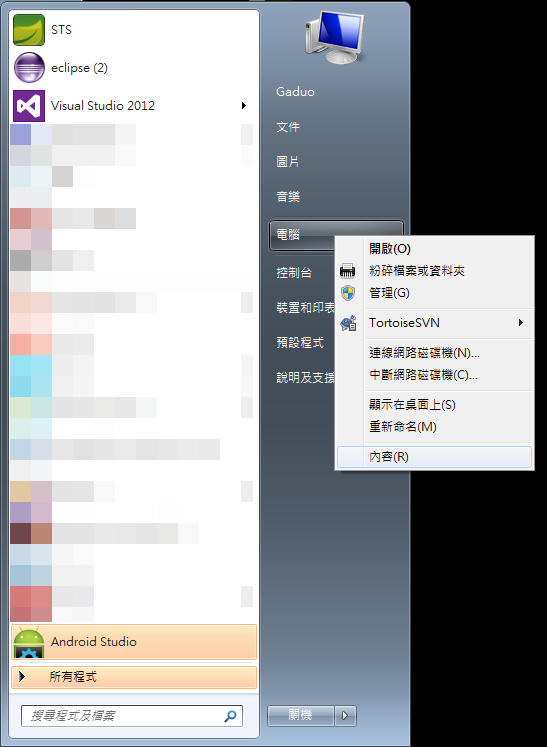 STS
eclipse (2)
Visual Studio 2012
Android Studio
所有程式
搜尋程式及檔案
Gaduo
文件
圖片
音樂
電腦
控制台
裝置和印表
預設程式
說明及支援
關機
開啟(O)
粉碎檔案或資料夾
管理(G)
TortoiseSVN
連線網路磁碟機(N)...
中斷網路磁碟機(C)...
顯示在桌面上(S)
重新命名(M)
內容(R)